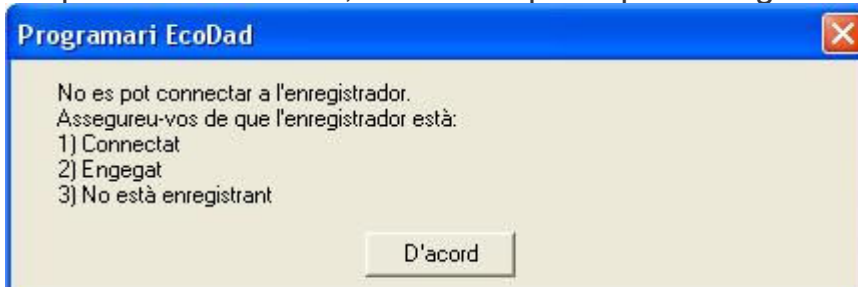 Programari EcoDad
No es pot connectar a l'enregistrador.
Assegureu-vos de que l'enregistrador està:
1) Connectat
2) Engegat
3) No està enregistrant
D'acord